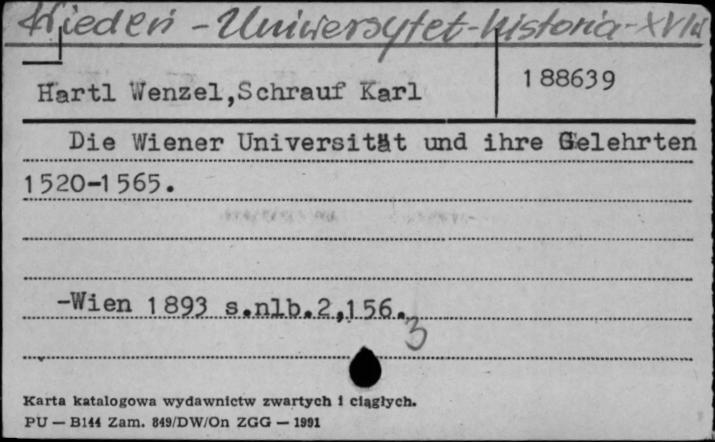 Wiedeń - Uniwersytet - historia - XVI w
Hartl Wenzel,Schrauf Karl
188639
Die Wiener Universität und ihre Gelehrten
1520-1565.
-Wien 1893 s.nlb.2,156.
3
Karta katalogowa wydawnictw zwartych i ciągłych.
PU — B144 Zam. 849/DW/On ZGG — 1991